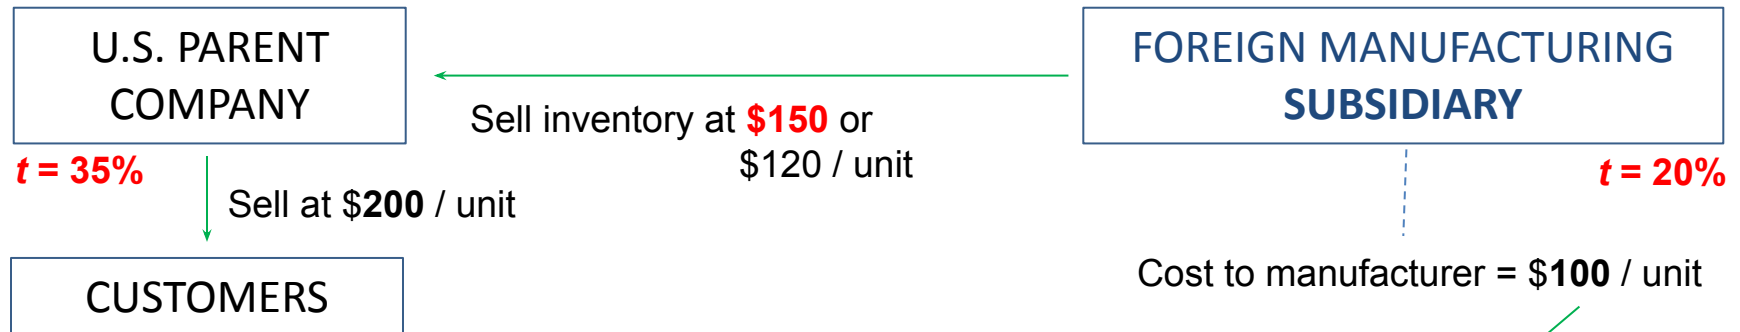 U.S. PARENT
COMPANY
FOREIGN MANUFACTURING
SUBSIDIARY
Sell inventory at $150 or
$120 / unit
t = 35%
t = 20%
Sell at $200 / unit
Cost to manufacturer = $100 / unit
CUSTOMERS